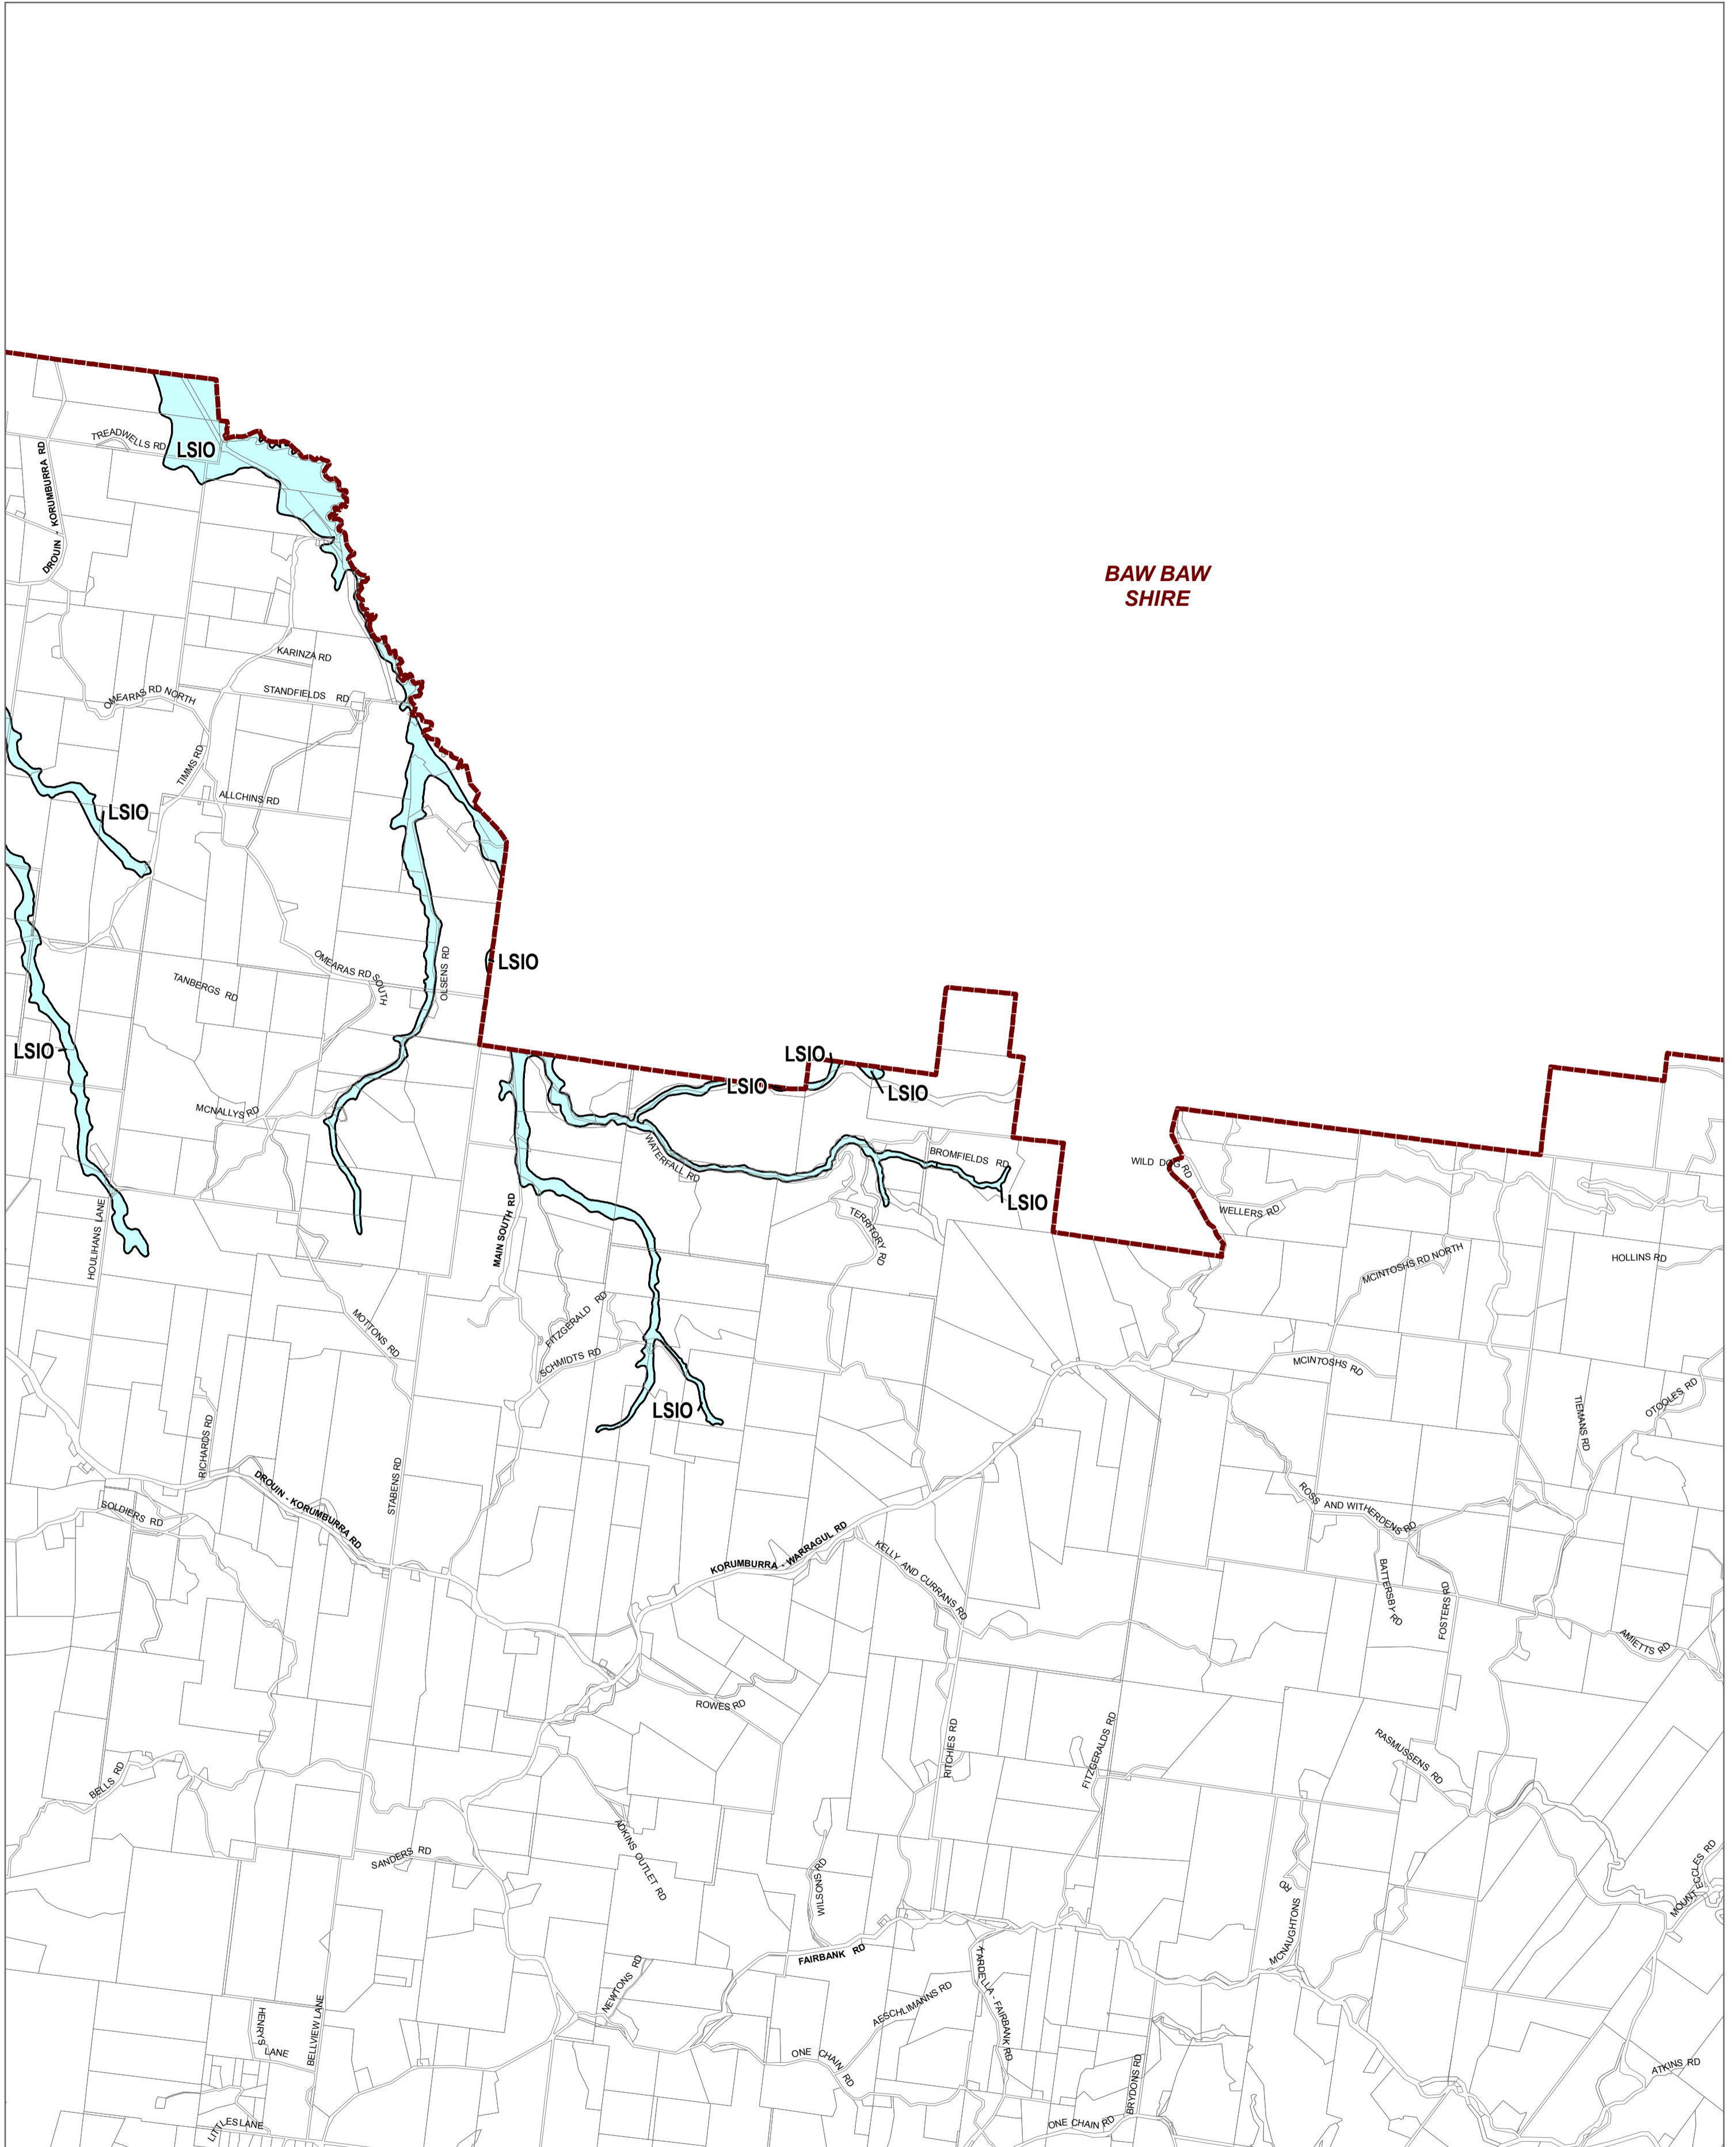 TREADWELLS RD
LSIO
DROUIN - KORUMBURRA RD
BAW BAW
SHIRE
KARINZA RD
OMEARAS RD NORTH
STANDFIELDS RD
TIMMS RD
ALLCHINS RD
LSIO
OMEARAS RD SOUTH
OLSENS RD
LSIO
TANBERGS RD
LSIO
LSIO
LSIO
LSIO
MCNALLYS RD
WATERFALL RD
BROMFIELDS RD
WILD DOG RD
LSIO
WELLERS RD
TERRITORY RD
HOULIHANS LANE
MAIN SOUTH RD
MCINTOSHS RD NORTH
HOLLINS RD
MOTTONS RD
FITZGERALD RD
SCHMIDTS RD
MCINTOSHS RD
LSIO
TIEMANS RD
OTOOLES RD
RICHARDS RD
DROUIN - KORUMBURRA RD
STABENS RD
SOLDIERS RD
ROSS AND WITHERDENS RD
KORUMBURRA - WARRAGUL RD
KELLY AND CURRANS RD
BATTERSBY RD
FOSTERS RD
AMIETTS RD
ROWES RD
RITCHIES RD
FITZGERALDS RD
RASMUSSENS RD
BELLS RD
ADKINS OUTLET RD
SANDERS RD
WILSONS RD
MOUNT ECCLES RD
MCNAUGHTONS RD
FAIRBANK RD
NEWTONS RD
AESCHLIMANNS RD
KARDELLA - FAIRBANK RD
HENRYS LANE
BELLVIEW LANE
ONE CHAIN RD
BRYDONS RD
ATKINS RD
LITTLES LANE
ONE CHAIN RD